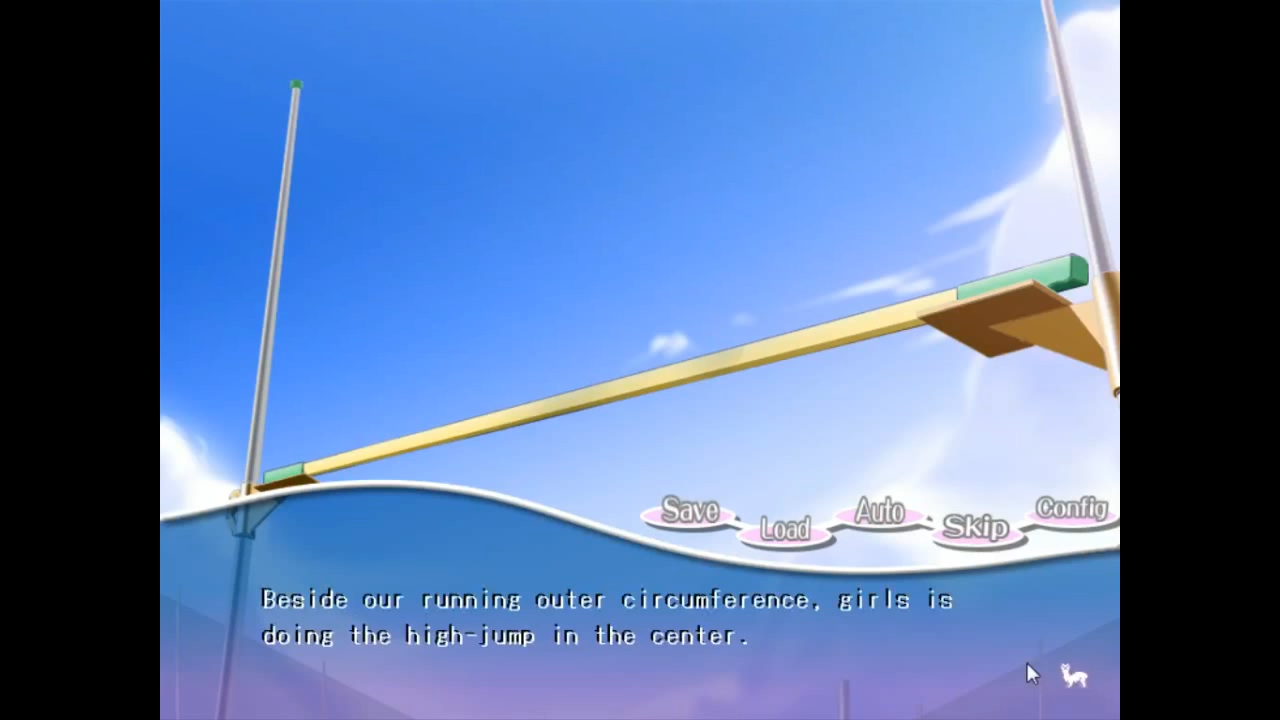 Save
Load
Auto
Skip
Config
Beside our running outer circumference, girls is
doing the high-jump in the center.